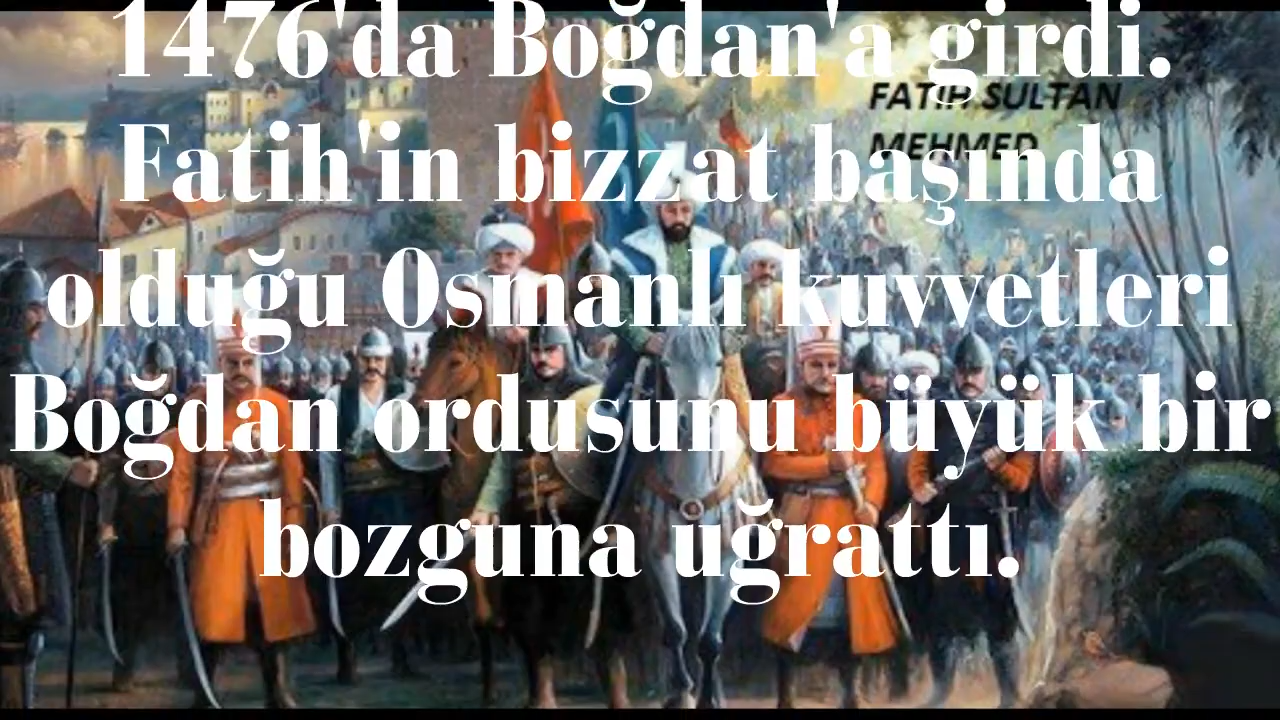 1476'da Boğdan'a girdi.
FATIH SULTAN
MEHMED
Fatih'in bizzat başında
olduğu Osmanlı kuvvetleri
Boğdan ordusunu büyük bir
bozguna uğrattı.